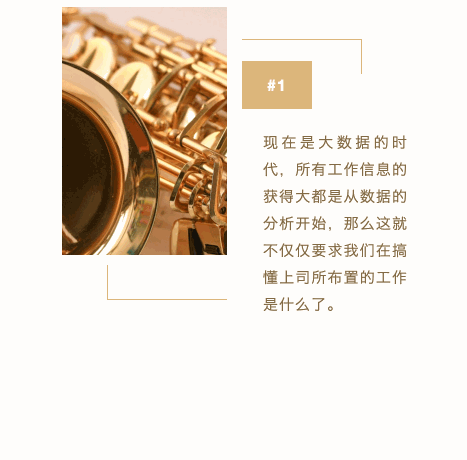 #1
现在是大数据的时
代，所有工作信息的
获得大都是从数据的
分析开始，那么这就
不仅仅要求我们在搞
懂上司所布置的工作
是什么了。